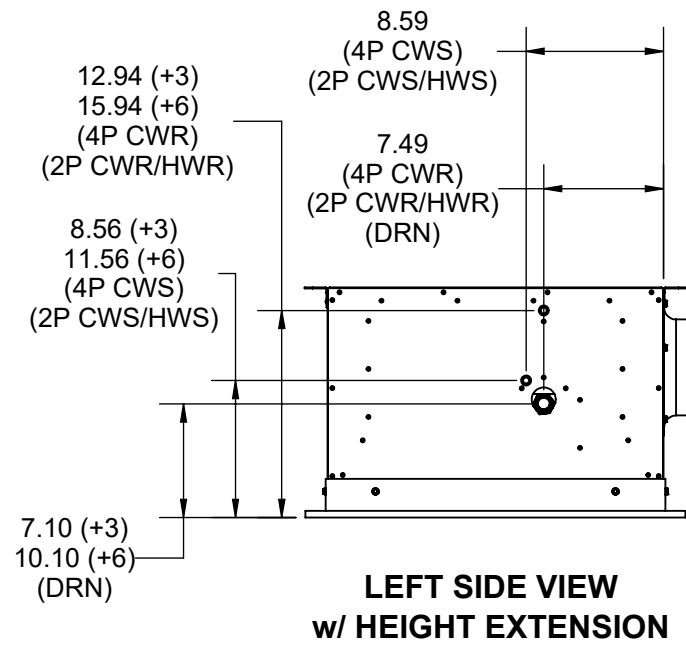 8.59
(4P CWS)
(2P CWS/HWS)
12.94 (+3)
15.94 (+6)
(4P CWR)
(2P CWR/HWR)
7.49
(4P CWR)
(2P CWR/HWR)
(DRN)
8.56 (+3)
11.56 (+6)
(4P CWS)
(2P CWS/HWS)
7.10 (+3)
10.10 (+6)
(DRN)
LEFT SIDE VIEW
w/ HEIGHT EXTENSION